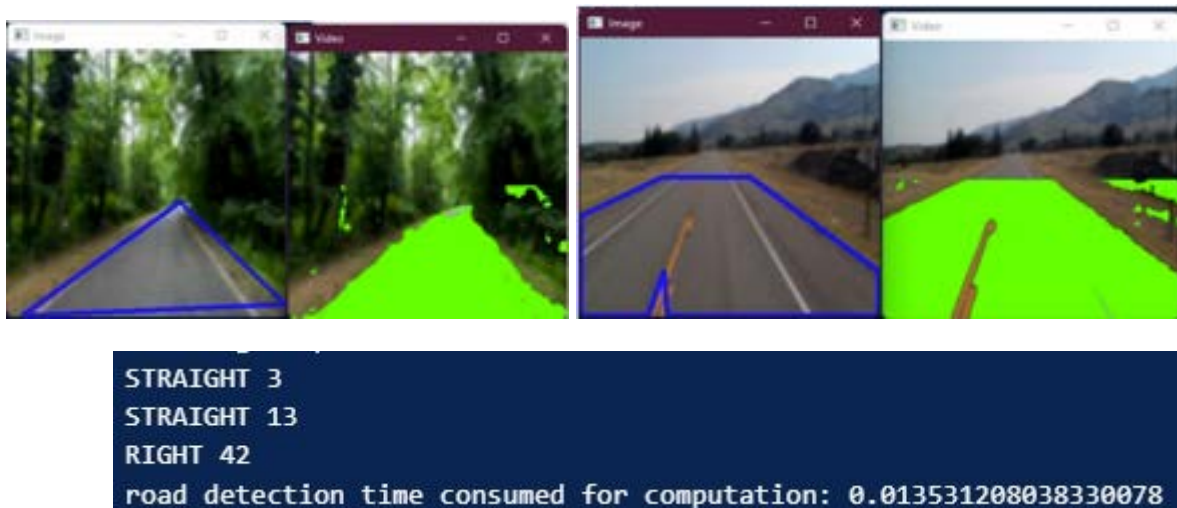 Image
Video
Image
Video
STRAIGHT 3
STRAIGHT 13
RIGHT 42
road detection time consumed for computation: 0.013531208038330078